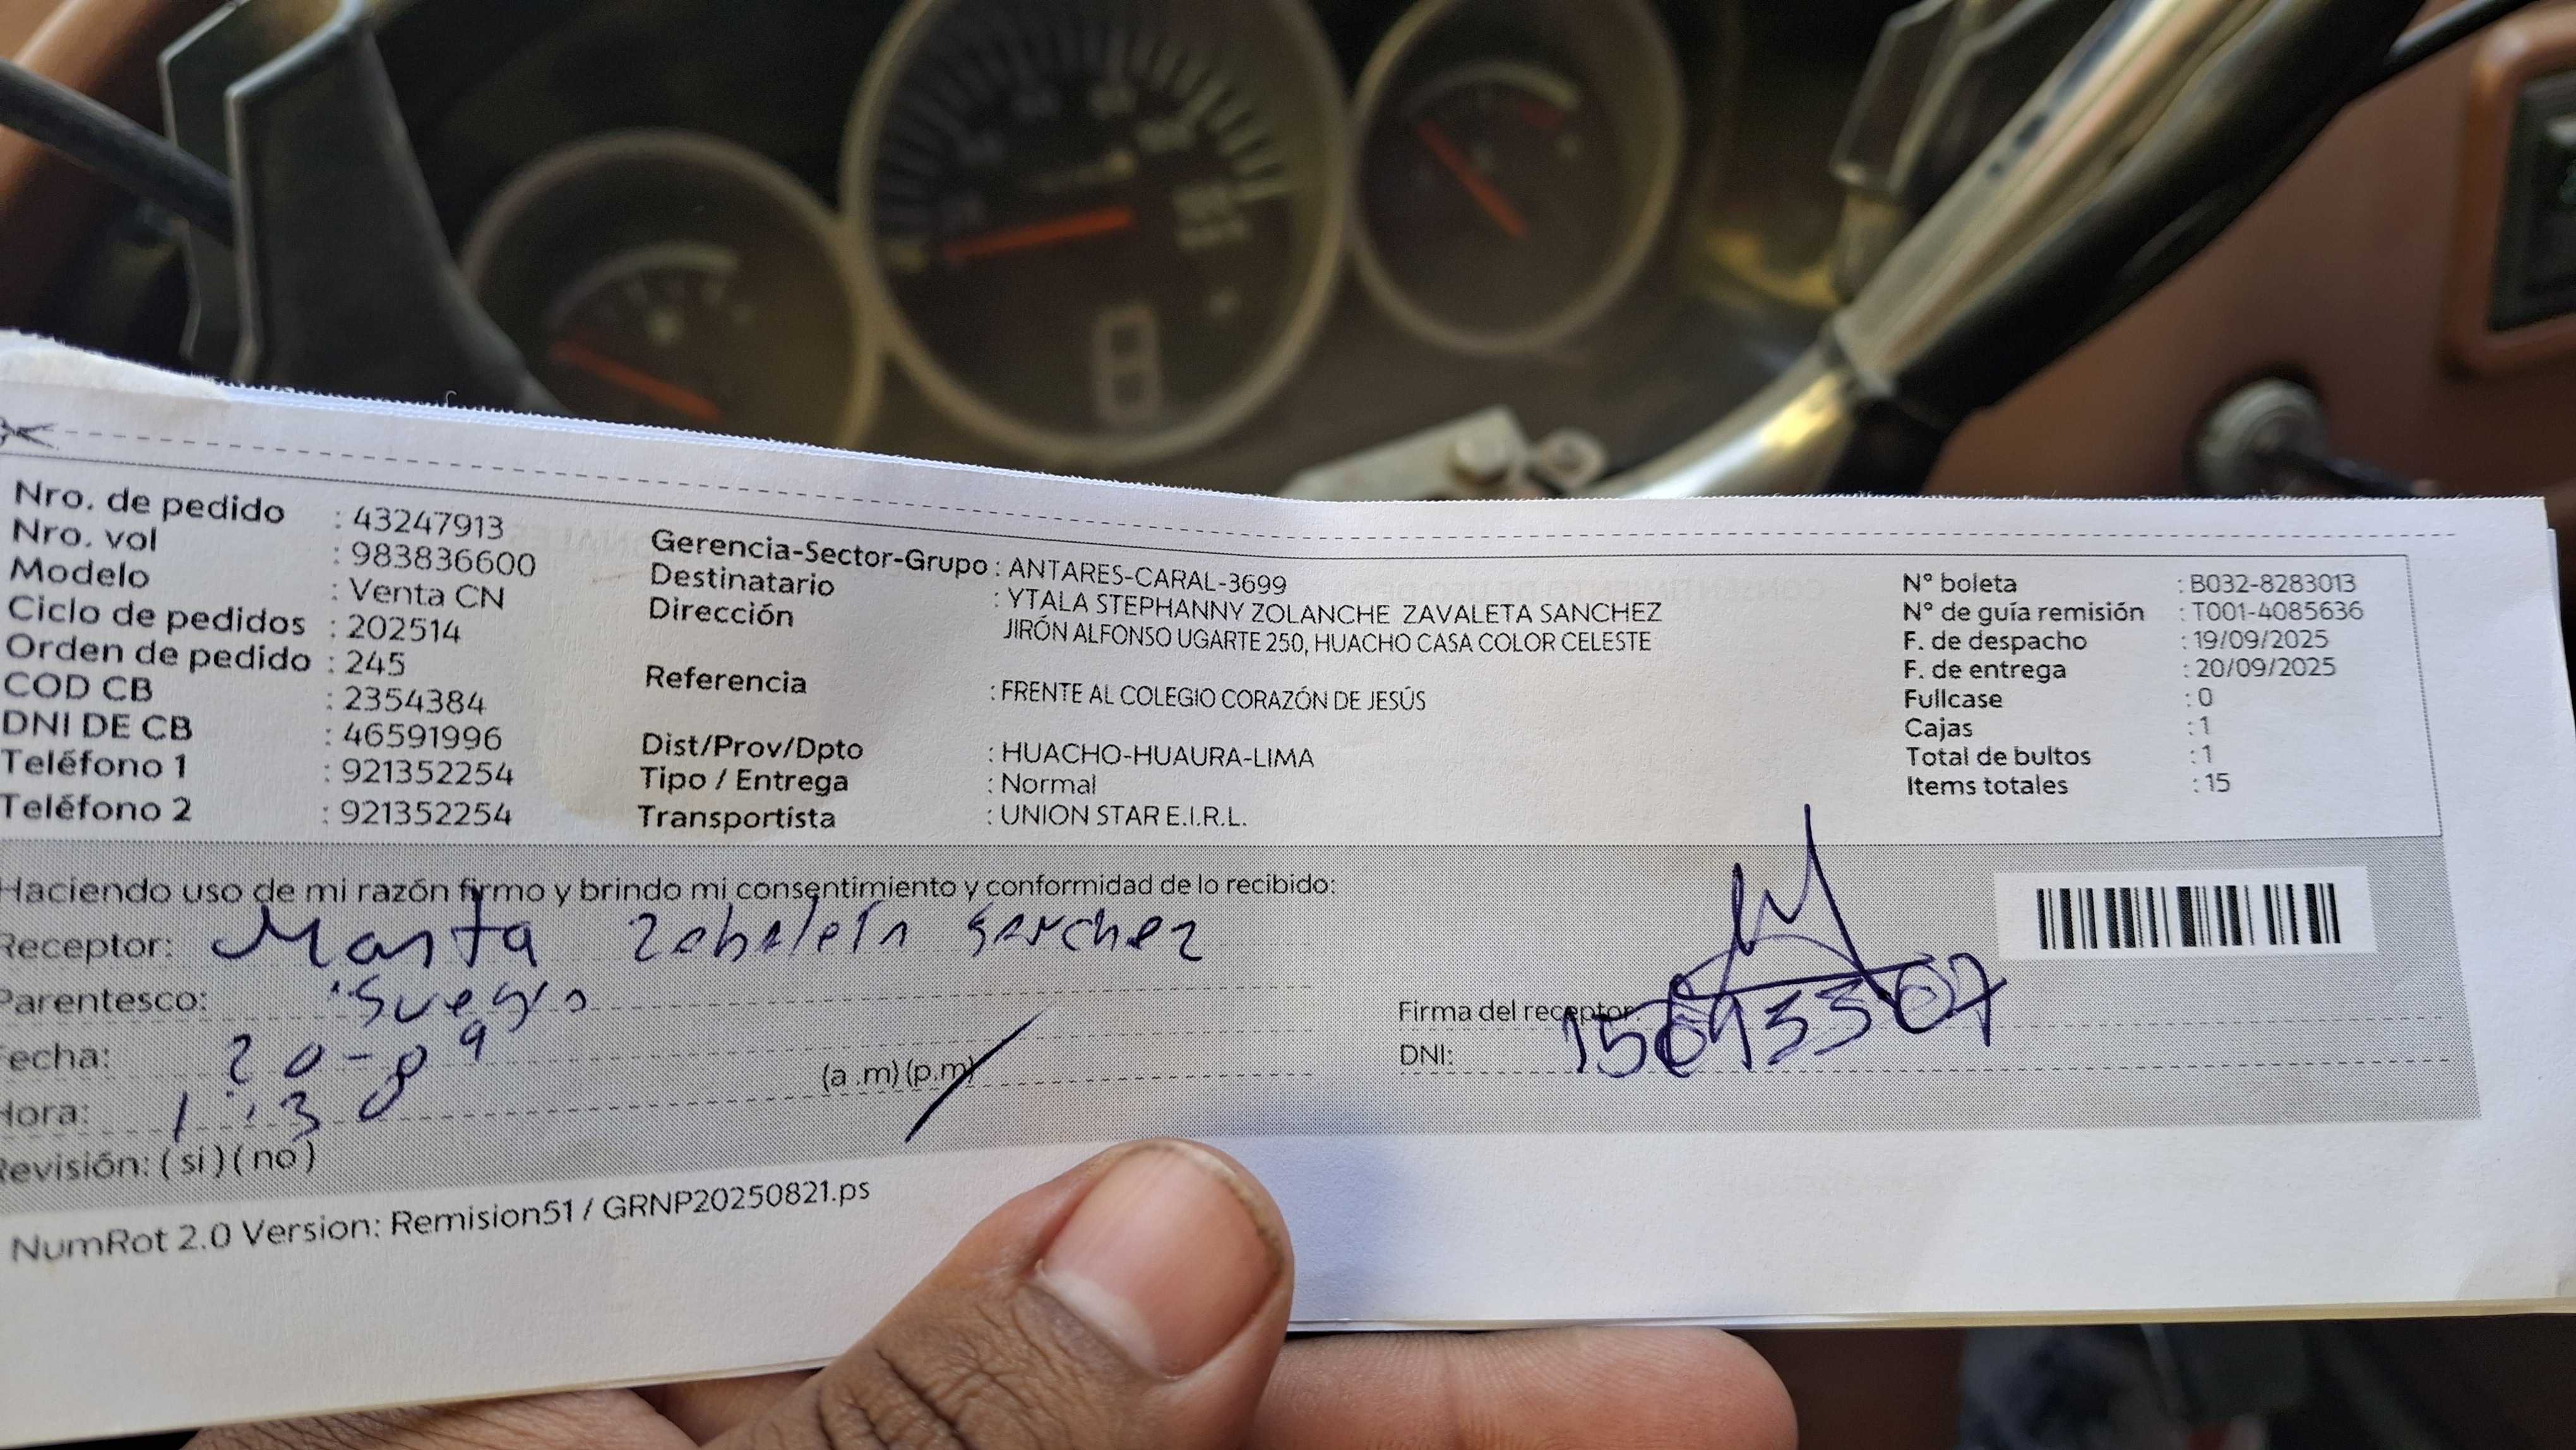 Nro. de pedido : 43247913
Nro. vol : 983836600
Modelo : Venta CN
Ciclo de pedidos : 202514
Orden de pedido : 245
COD CB : 2354384
DNI DE CB : 46591996
Teléfono 1 : 921352254
Teléfono 2 : 921352254
Gerencia-Sector-Grupo : ANTARES-CARAL-3699
Destinatario : YTALA STEPHANNY ZOLANCHE ZAVALETA SANCHEZ
Dirección JIRÓN ALFONSO UGARTE 250, HUACHO CASA COLOR CELESTE
Referencia : FRENTE AL COLEGIO CORAZÓN DE JESÚS
Dist/Prov/Dpto : HUACHO-HUAURA-LIMA
Tipo / Entrega : Normal
Transportista : UNION STAR E.I.R.L.
N° boleta : B032-8283013
N° de guía remisión : T001-4085636
F. de despacho : 19/09/2025
F. de entrega : 20/09/2025
Fullcase : 0
Cajas : 1
Total de bultos : 1
Items totales : 15
Haciendo uso de mi razón firmo y brindo mi consentimiento y conformidad de lo recibido:
Receptor: Marta Zabaleta Sanchez
Parentesco: Suegra
Fecha: 20-09
Hora: 1:30 (a .m) (p.m)
Revisión: ( si ) ( no )
Firma del receptor:
DNI:
NumRot 2.0 Version: Remision51 / GRNP20250821.ps